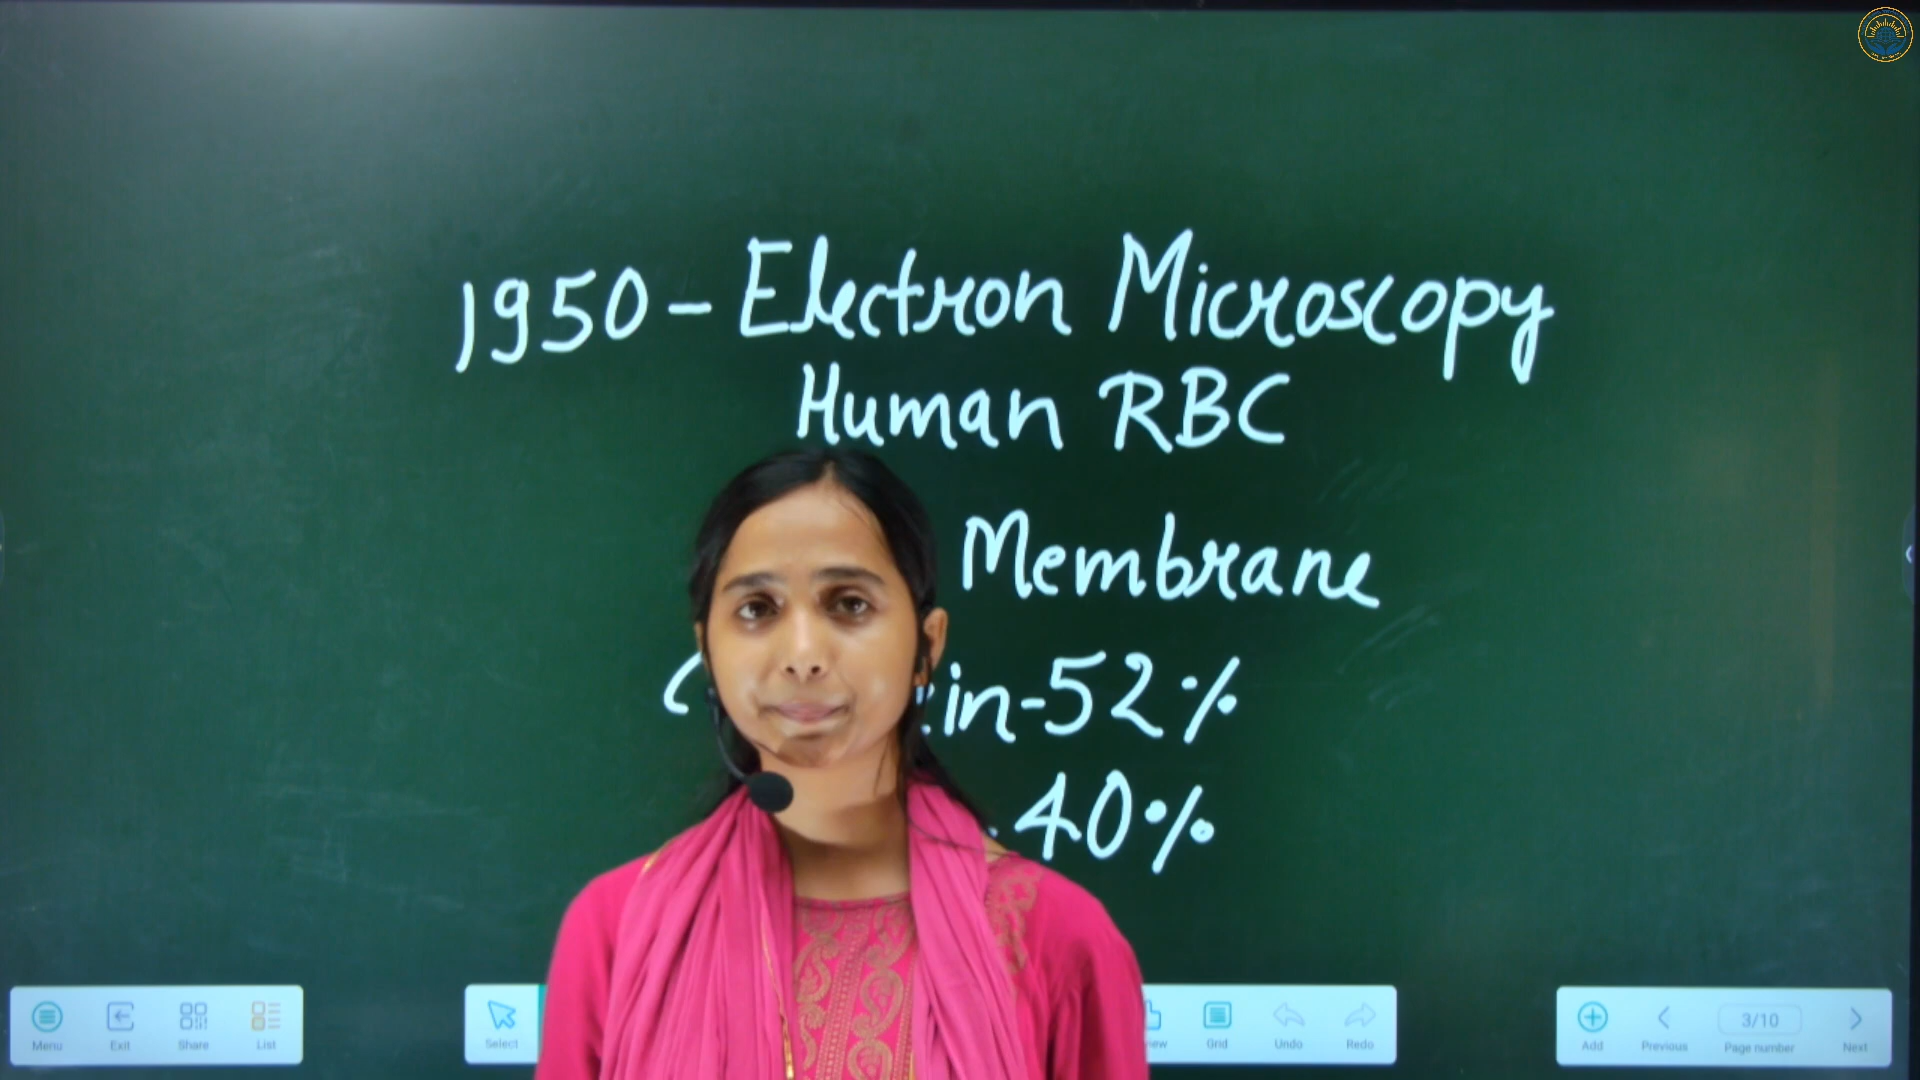 1950 - Electron Microscopy
Human RBC
Membrane
-52%
40%
Menu
Exit
Share
List
Select
Grid
Undo
Redo
Add
Previous
3/10
Page number
Next